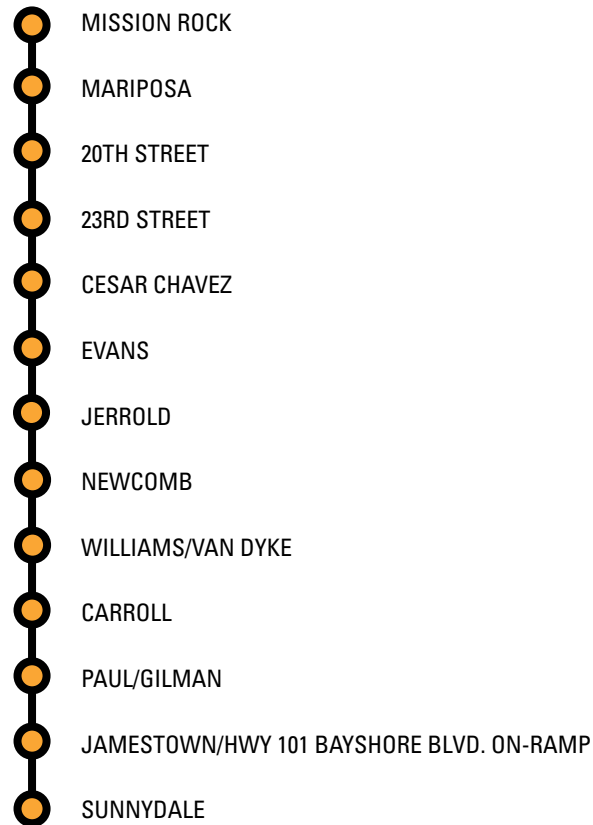 MISSION ROCK
MARIPOSA
20TH STREET
23RD STREET
CESAR CHAVEZ
EVANS
JERROLD
NEWCOMB
WILLIAMS/VAN DYKE
CARROLL
PAUL/GILMAN
JAMESTOWN/HWY 101 BAYSHORE BLVD. ON-RAMP
SUNNYDALE